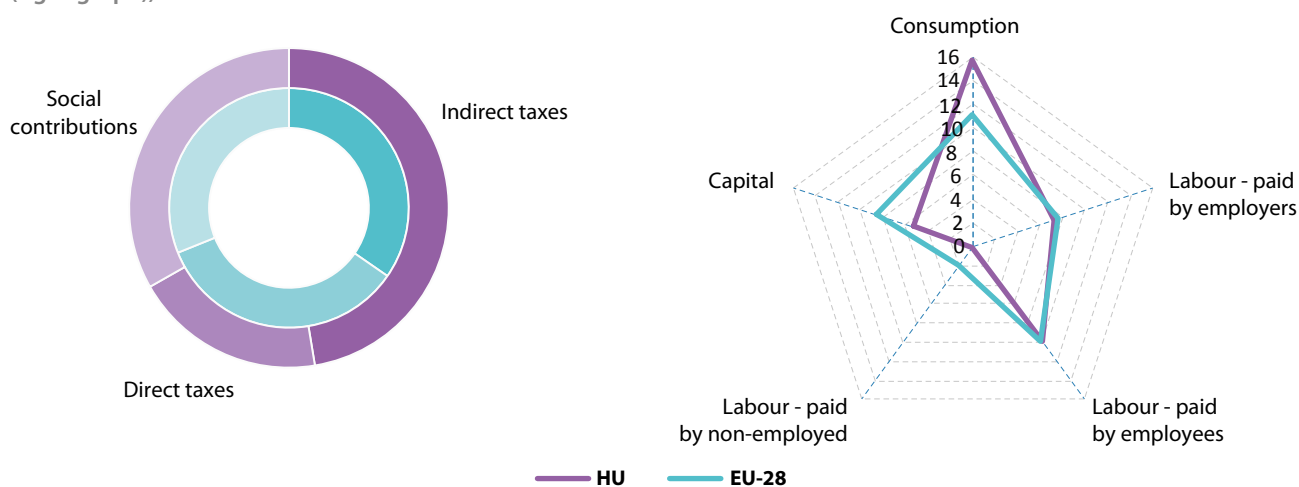 Social
contributions
Indirect taxes
Direct taxes
Consumption
16
14
12
10
8
6
4
2
0
Capital
Labour - paid
by employers
Labour - paid
by non-employed
Labour - paid
by employees
HU
EU-28